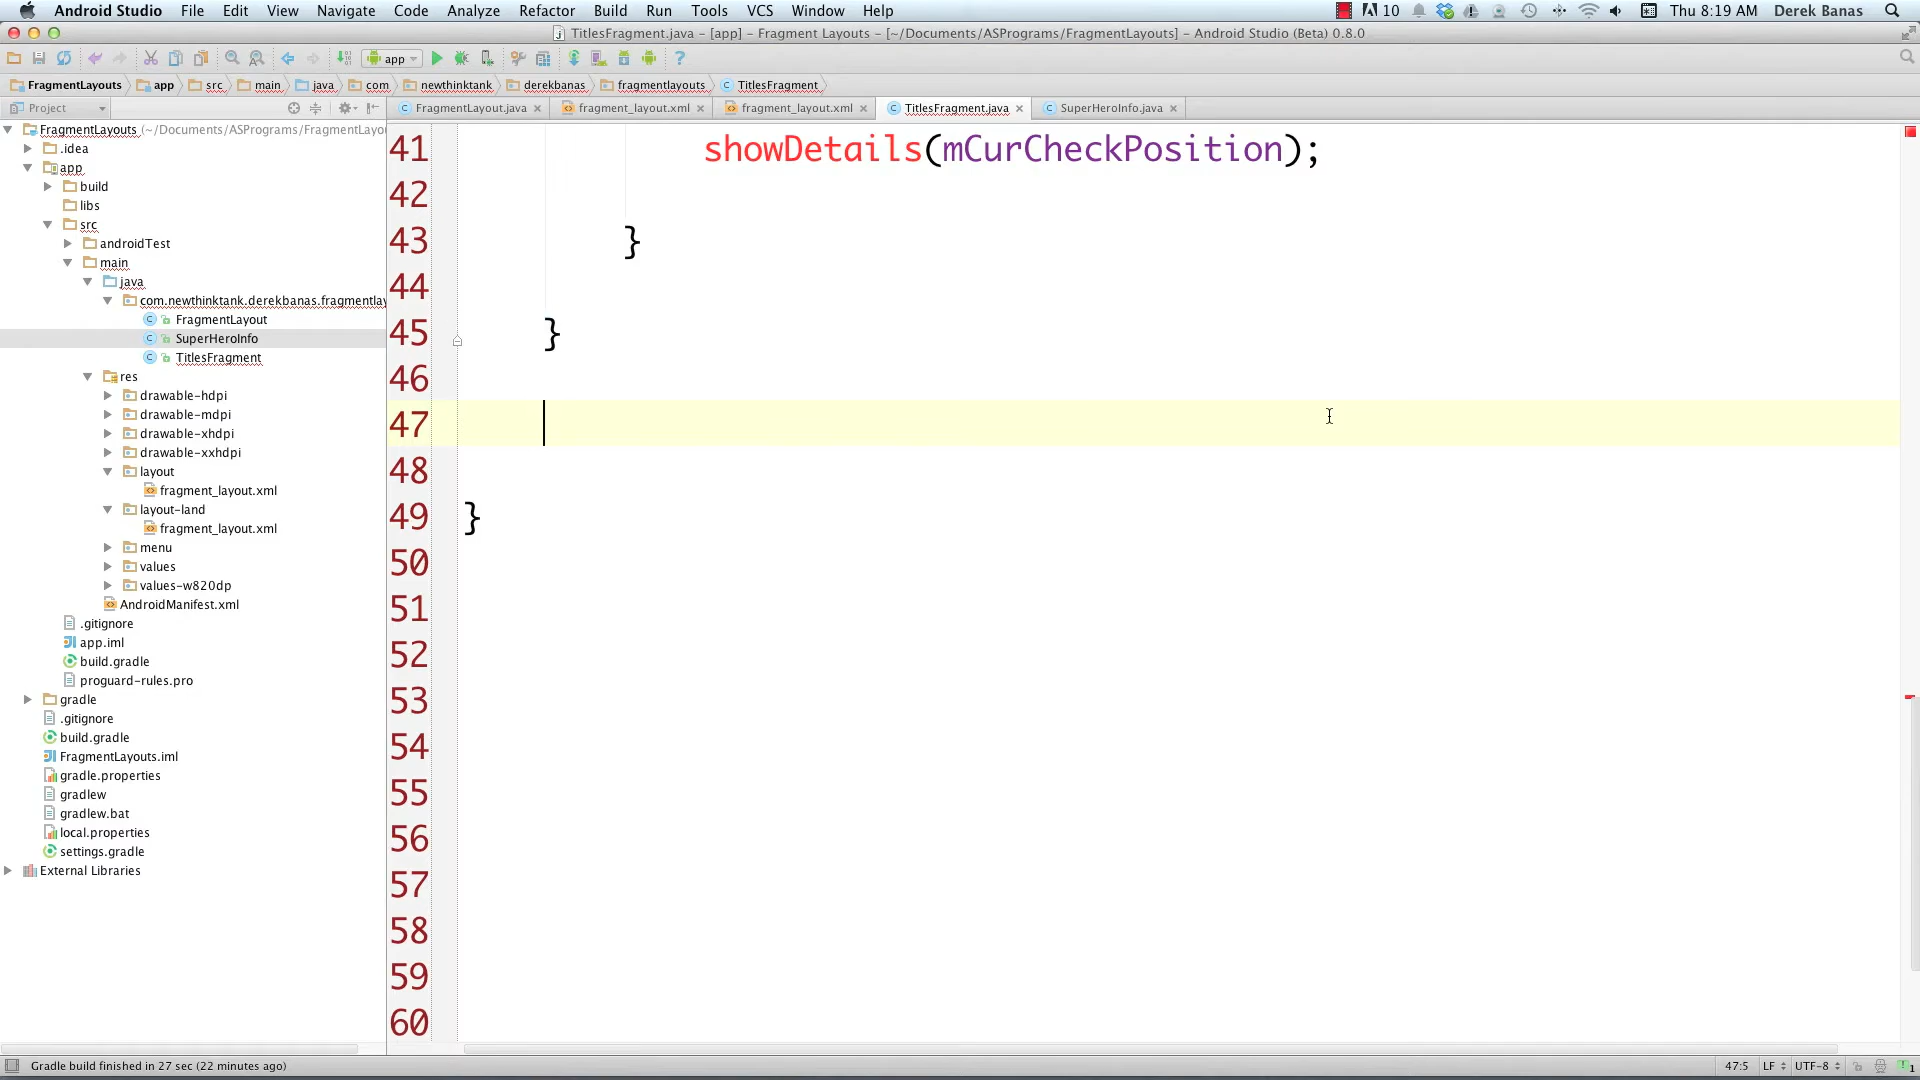 Android Studio File Edit View Navigate Code Analyze Refactor Build Run Tools VCS Window Help 10 Thu 8:19 AM Derek Banas
TitlesFragment.java - [app] - Fragment Layouts - [~/Documents/ASPrograms/FragmentLayouts] - Android Studio (Beta) 0.8.0
app
FragmentLayouts app src main java com newthinktank derekbanas fragmentlayouts TitlesFragment
Project FragmentLayout.java fragment_layout.xml fragment_layout.xml TitlesFragment.java SuperHeroInfo.java
FragmentLayouts (~/Documents/ASPrograms/FragmentLayou
.idea
app
build
libs
src
androidTest
main
java
com.newthinktank.derekbanas.fragmentlay
FragmentLayout
SuperHeroInfo
TitlesFragment
res
drawable-hdpi
drawable-mdpi
drawable-xhdpi
drawable-xxhdpi
layout
fragment_layout.xml
layout-land
fragment_layout.xml
menu
values
values-w820dp
AndroidManifest.xml
.gitignore
app.iml
build.gradle
proguard-rules.pro
gradle
.gitignore
build.gradle
FragmentLayouts.iml
gradle.properties
gradlew
gradlew.bat
local.properties
settings.gradle
External Libraries
41 showDetails(mCurCheckPosition);
42
43 }
44
45 }
46
47
48
49 }
50
51
52
53
54
55
56
57
58
59
60
Gradle build finished in 27 sec (22 minutes ago) 47:5 LF UTF-8 1